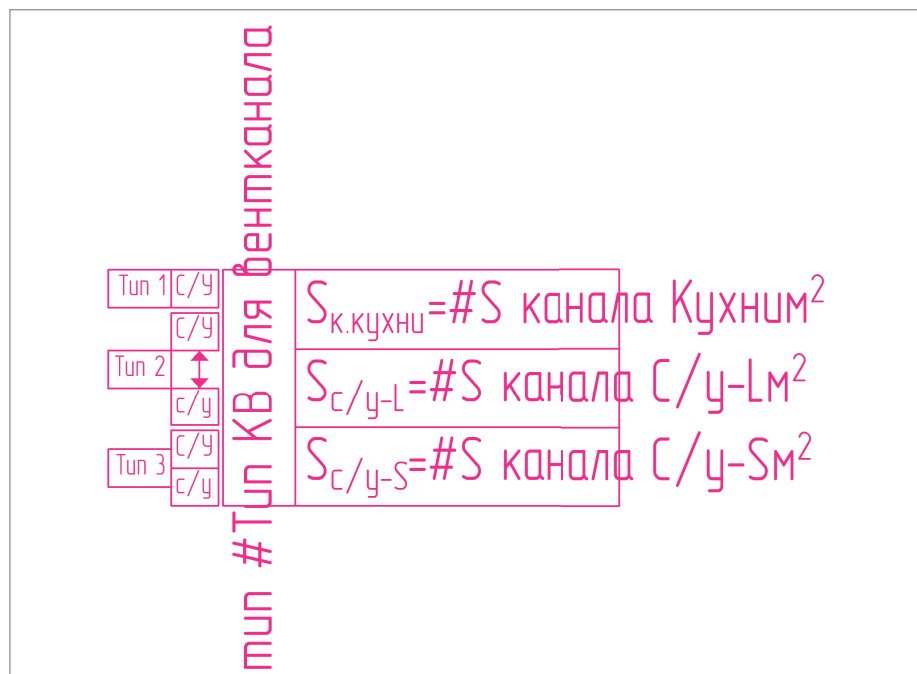 Тип 1
С/У
С/У
Тип 2
с/у
С/У
Тип 3
с/у
тип #Тип КВ для вентканала
Sк.кухни=#S канала Кухним²
Sс/у-L=#S канала С/у-Lм²
Sс/у-S=#S канала С/у-Sм²